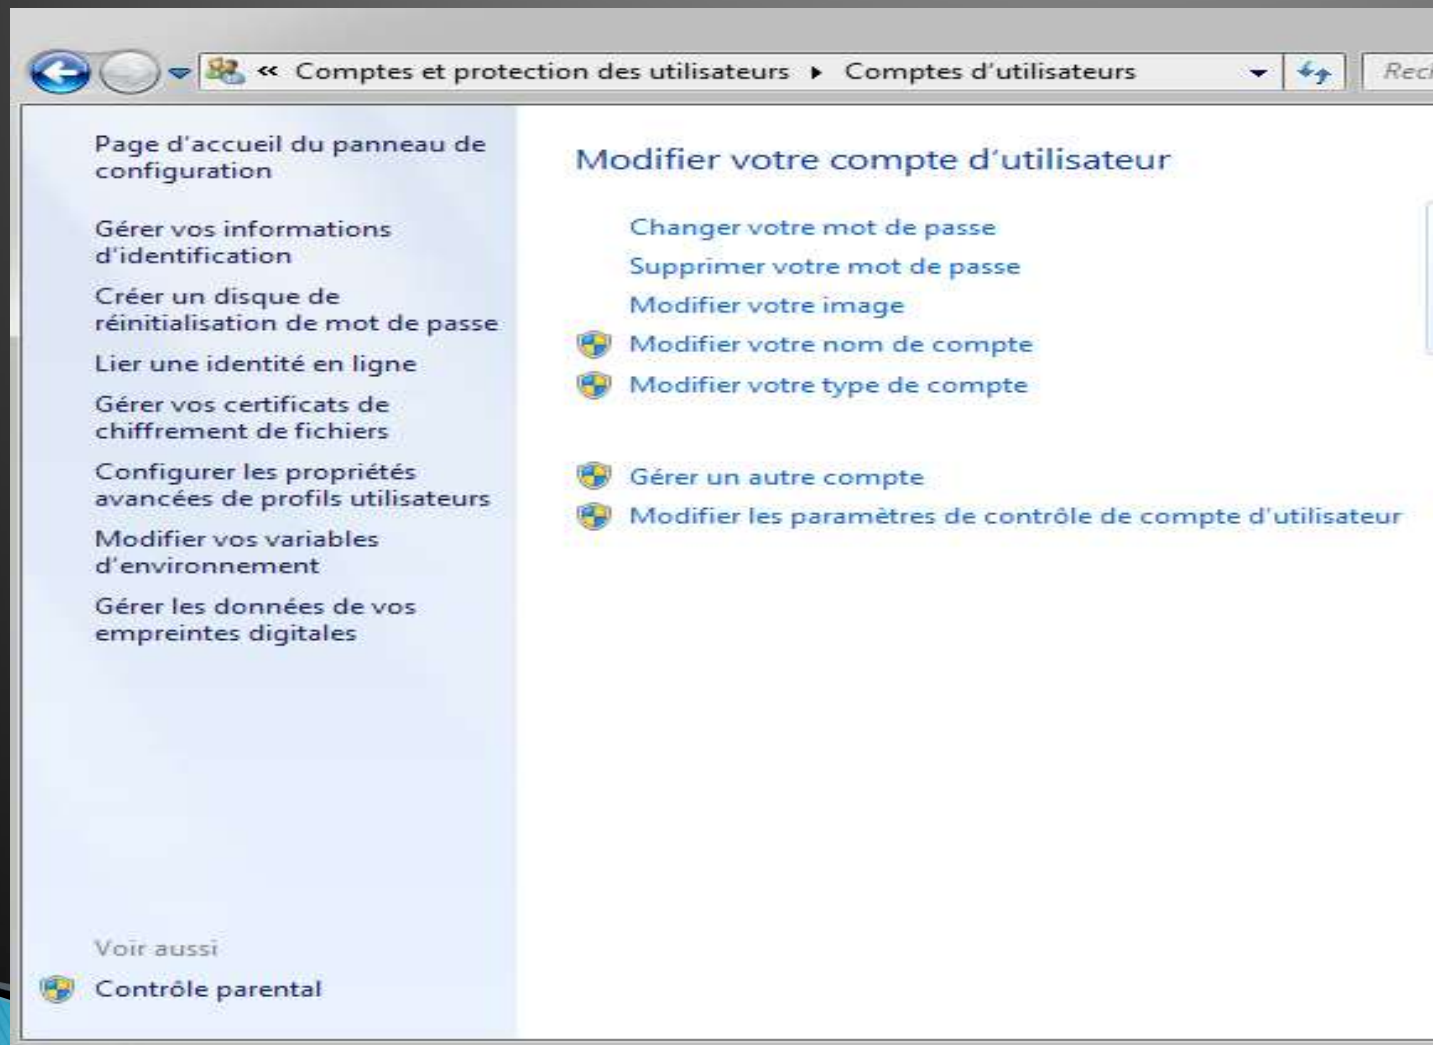 « Comptes et protection des utilisateurs ▸ Comptes d'utilisateurs
Page d'accueil du panneau de
configuration
Gérer vos informations
d'identification
Créer un disque de
réinitialisation de mot de passe
Lier une identité en ligne
Gérer vos certificats de
chiffrement de fichiers
Configurer les propriétés
avancées de profils utilisateurs
Modifier vos variables
d'environnement
Gérer les données de vos
empreintes digitales
Voir aussi
Contrôle parental
Modifier votre compte d'utilisateur
Changer votre mot de passe
Supprimer votre mot de passe
Modifier votre image
Modifier votre nom de compte
Modifier votre type de compte
Gérer un autre compte
Modifier les paramètres de contrôle de compte d'utilisateur